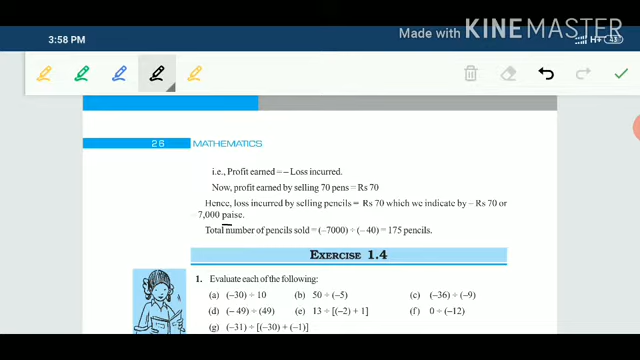 Made with KINEMASTER
3:58 PM
26 MATHEMATICS
i.e., Profit earned = – Loss incurred.
Now, profit earned by selling 70 pens = Rs 70
Hence, loss incurred by selling pencils = Rs 70 which we indicate by – Rs 70 or
– 7,000 paise.
Total number of pencils sold = (–7000) ÷ (–40) = 175 pencils.
EXERCISE 1.4
1. Evaluate each of the following:
(a) (–30) ÷ 10 (b) 50 ÷ (–5) (c) (–36) ÷ (–9)
(d) (– 49) ÷ (49) (e) 13 ÷ [(–2) + 1] (f) 0 ÷ (–12)
(g) (–31) ÷ [(–30) + (–1)]